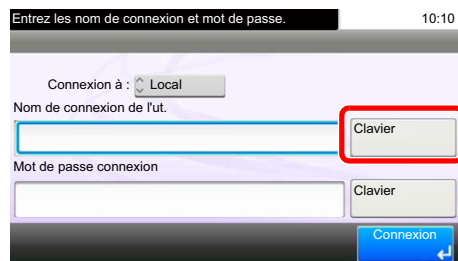 Entrez les nom de connexion et mot de passe. 10:10
Connexion à : Local
Nom de connexion de l'ut.
Clavier
Mot de passe connexion
Clavier
Connexion